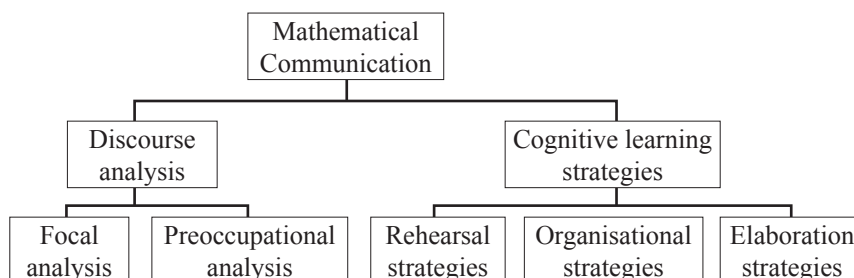 Mathematical
Communication
Discourse
analysis
Cognitive learning
strategies
Focal
analysis
Preoccupational
analysis
Rehearsal
strategies
Organisational
strategies
Elaboration
strategies